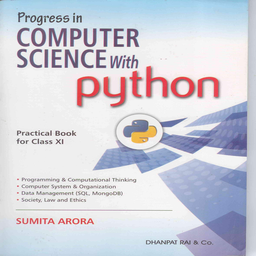 Progress in
COMPUTER
SCIENCE With
python
Practical Book
for Class XI
• Programming & Computational Thinking
• Computer System & Organization
• Data Management (SQL, MongoDB)
• Society, Law and Ethics
SUMITA ARORA
DHANPAT RAI & Co.